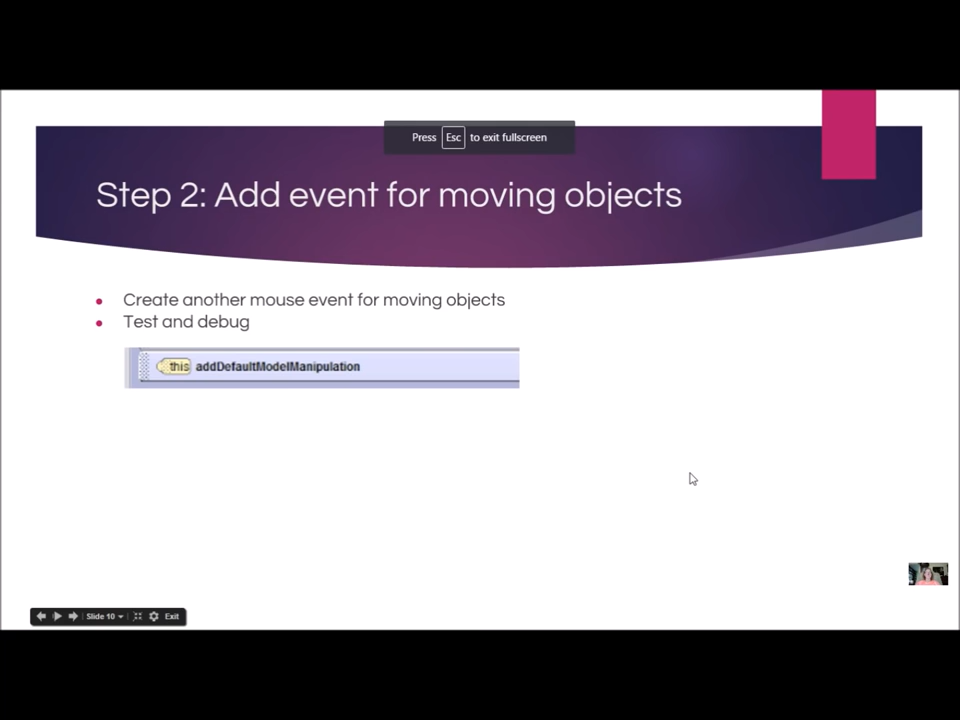 Press Esc to exit fullscreen
Step 2: Add event for moving objects
Create another mouse event for moving objects
Test and debug
this addDefaultModelManipulation
Slide 10 Exit